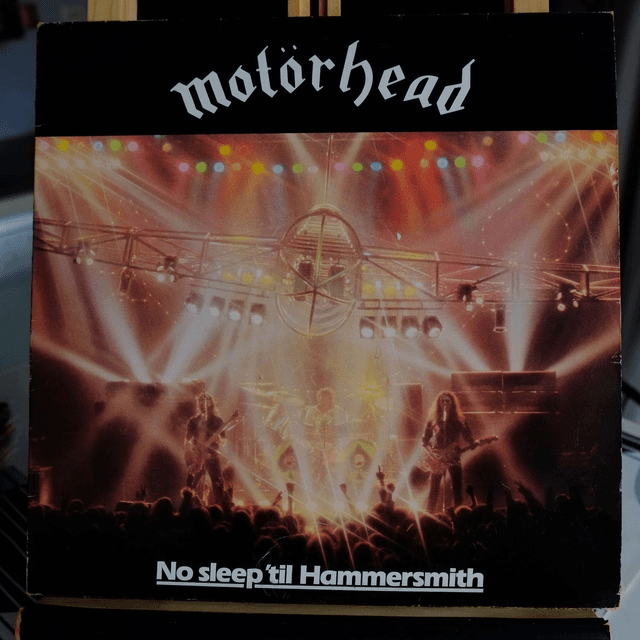 motörhead
No sleep 'til Hammersmith